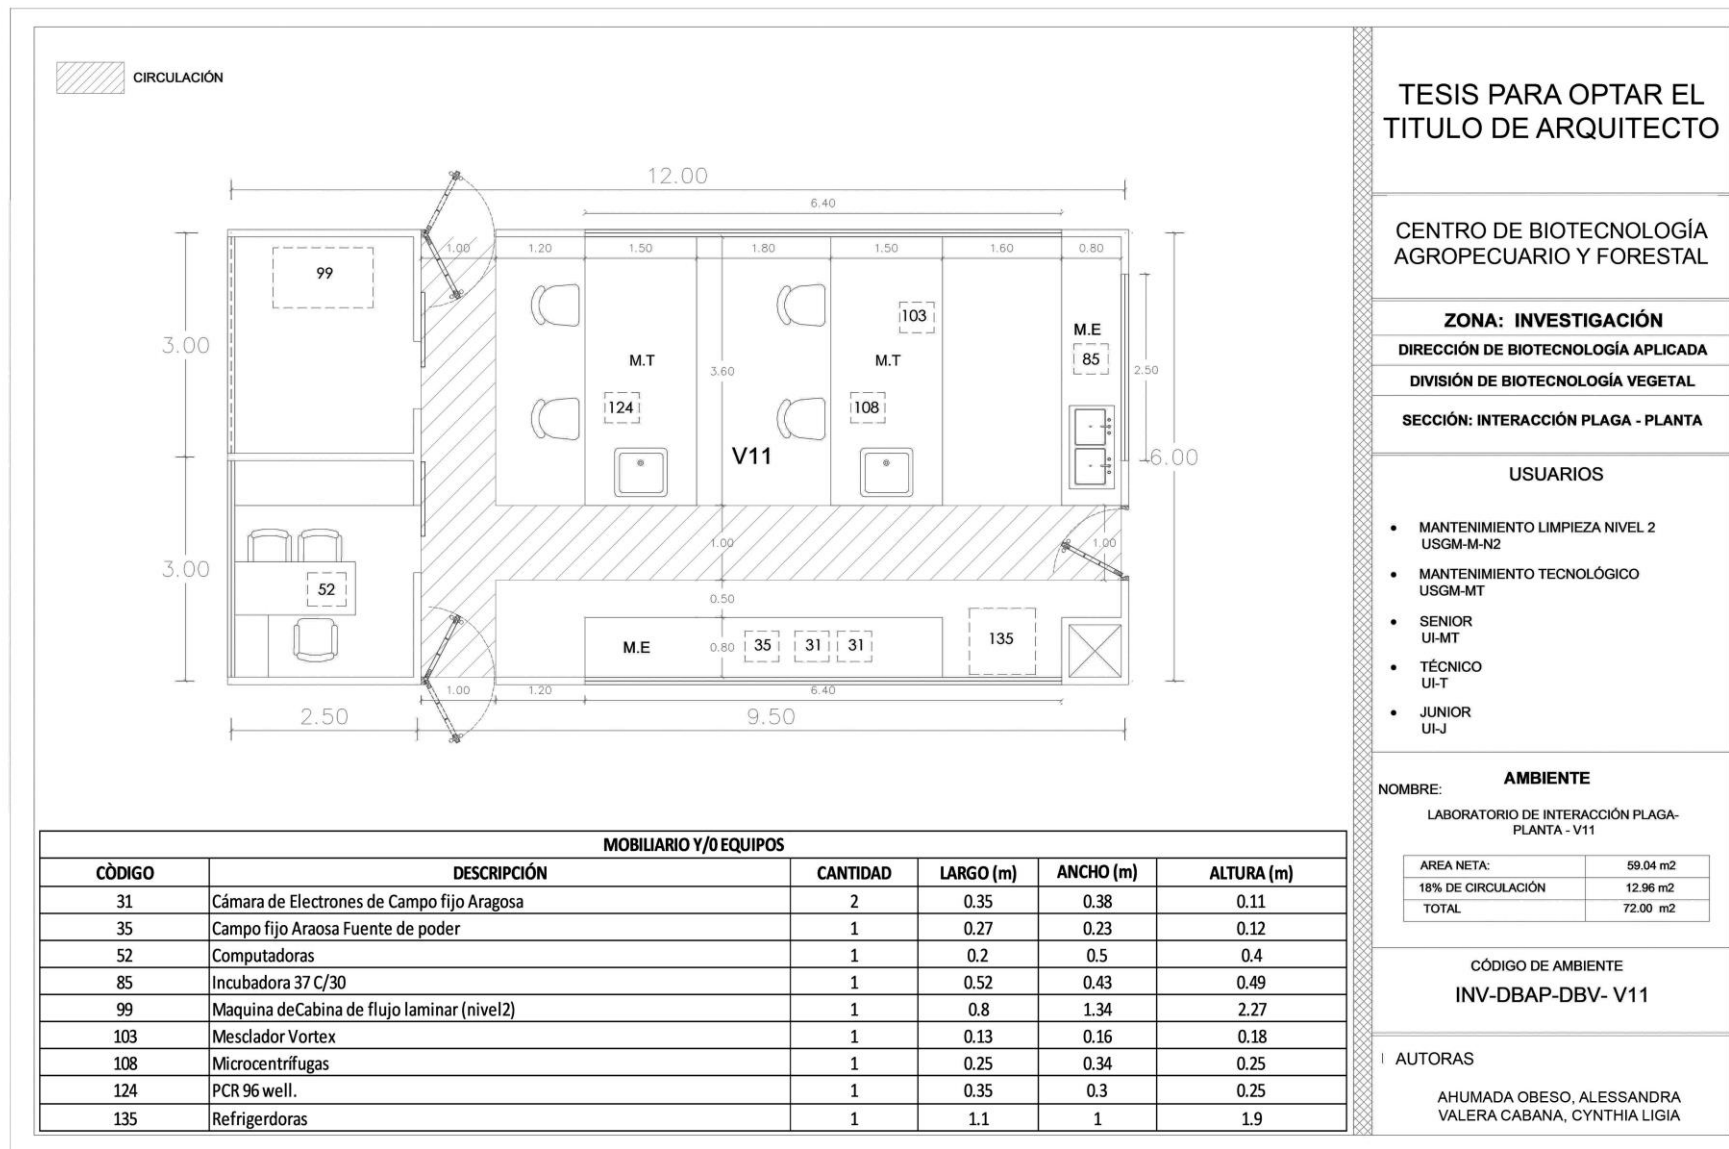 CIRCULACIÓN
12.00
6.40
1.00 1.20 1.50 1.80 1.50 1.60 0.80
99
103
M.E
85
3.00
M.T
M.T
3.60
2.50
124
108
V11
6.00
3.00
1.00
1.00
52
0.50
M.E
0.80
35
31
31
135
1.00 1.20 6.40
2.50 9.50
MOBILIARIO Y/0 EQUIPOS
CÒDIGO DESCRIPCIÓN CANTIDAD LARGO (m) ANCHO (m) ALTURA (m)
31 Cámara de Electrones de Campo fijo Aragosa 2 0.35 0.38 0.11
35 Campo fijo Araosa Fuente de poder 1 0.27 0.23 0.12
52 Computadoras 1 0.2 0.5 0.4
85 Incubadora 37 C/30 1 0.52 0.43 0.49
99 Maquina deCabina de flujo laminar (nivel2) 1 0.8 1.34 2.27
103 Mesclador Vortex 1 0.13 0.16 0.18
108 Microcentrífugas 1 0.25 0.34 0.25
124 PCR 96 well. 1 0.35 0.3 0.25
135 Refrigerdoras 1 1.1 1 1.9
TESIS PARA OPTAR EL
TITULO DE ARQUITECTO
CENTRO DE BIOTECNOLOGÍA
AGROPECUARIO Y FORESTAL
ZONA: INVESTIGACIÓN
DIRECCIÓN DE BIOTECNOLOGÍA APLICADA
DIVISIÓN DE BIOTECNOLOGÍA VEGETAL
SECCIÓN: INTERACCIÓN PLAGA - PLANTA
USUARIOS
• MANTENIMIENTO LIMPIEZA NIVEL 2
USGM-M-N2
• MANTENIMIENTO TECNOLÓGICO
USGM-MT
• SENIOR
UI-MT
• TÉCNICO
UI-T
• JUNIOR
UI-J
AMBIENTE
NOMBRE:
LABORATORIO DE INTERACCIÓN PLAGA-
PLANTA - V11
AREA NETA: 59.04 m2
18% DE CIRCULACIÓN 12.96 m2
TOTAL 72.00 m2
CÓDIGO DE AMBIENTE
INV-DBAP-DBV- V11
AUTORAS
AHUMADA OBESO, ALESSANDRA
VALERA CABANA, CYNTHIA LIGIA